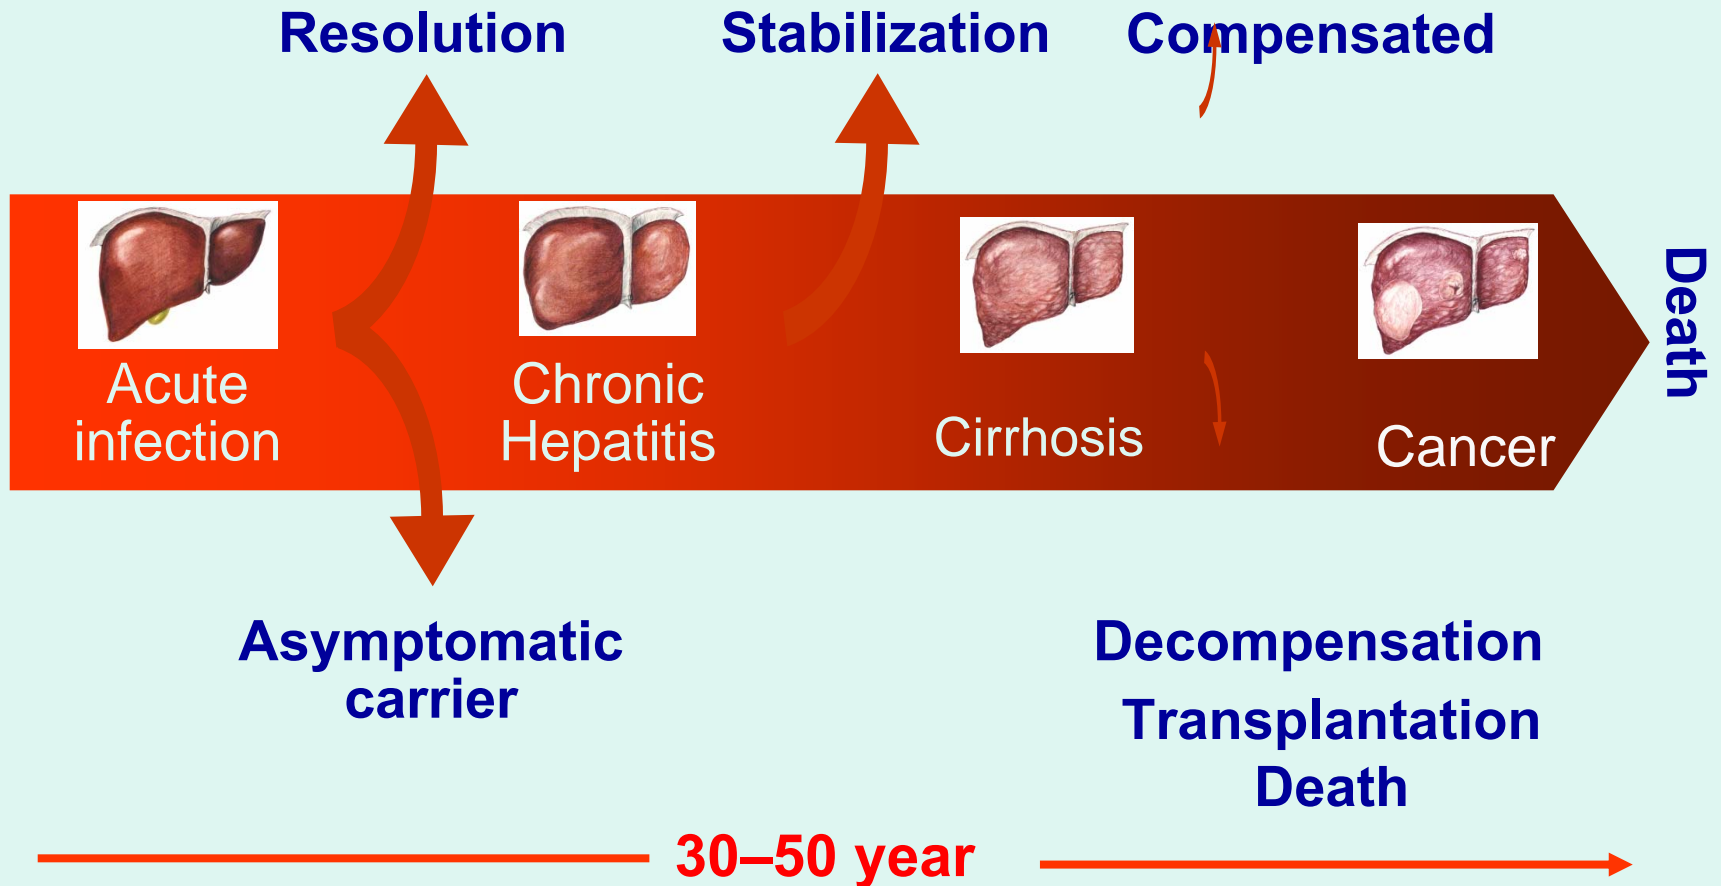 Resolution
Stabilization
Compensated
Acute
infection
Chronic
Hepatitis
Cirrhosis
Cancer
Death
Asymptomatic
carrier
Decompensation
Transplantation
Death
30–50 year